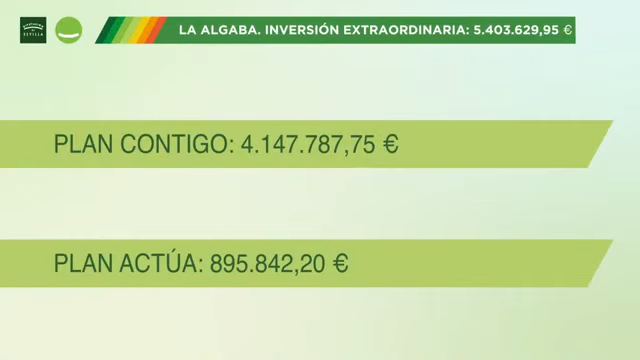 SEVILLA
LA ALGABA. INVERSIÓN EXTRAORDINARIA: 5.403.629,95 €
PLAN CONTIGO: 4.147.787,75 €
PLAN ACTÚA: 895.842,20 €